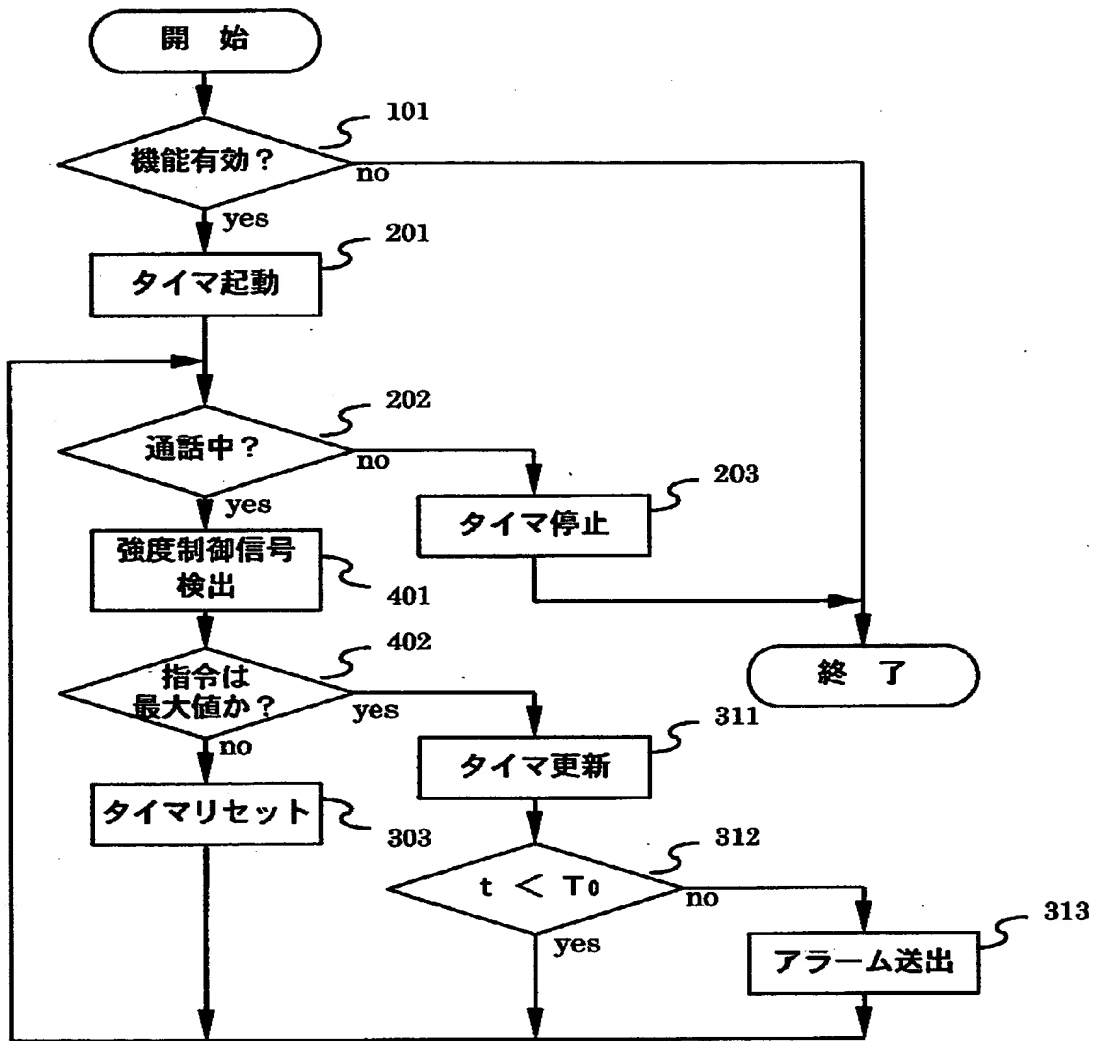 開 始
101
機能有効？
no
yes
201
タイマ起動
202
通話中？
no
yes
203
タイマ停止
強度制御信号
検出
401
402
指令は
最大値か？
yes
no
終 了
311
タイマ更新
タイマリセット
303
312
t ＜ T0
no
yes
313
アラーム送出